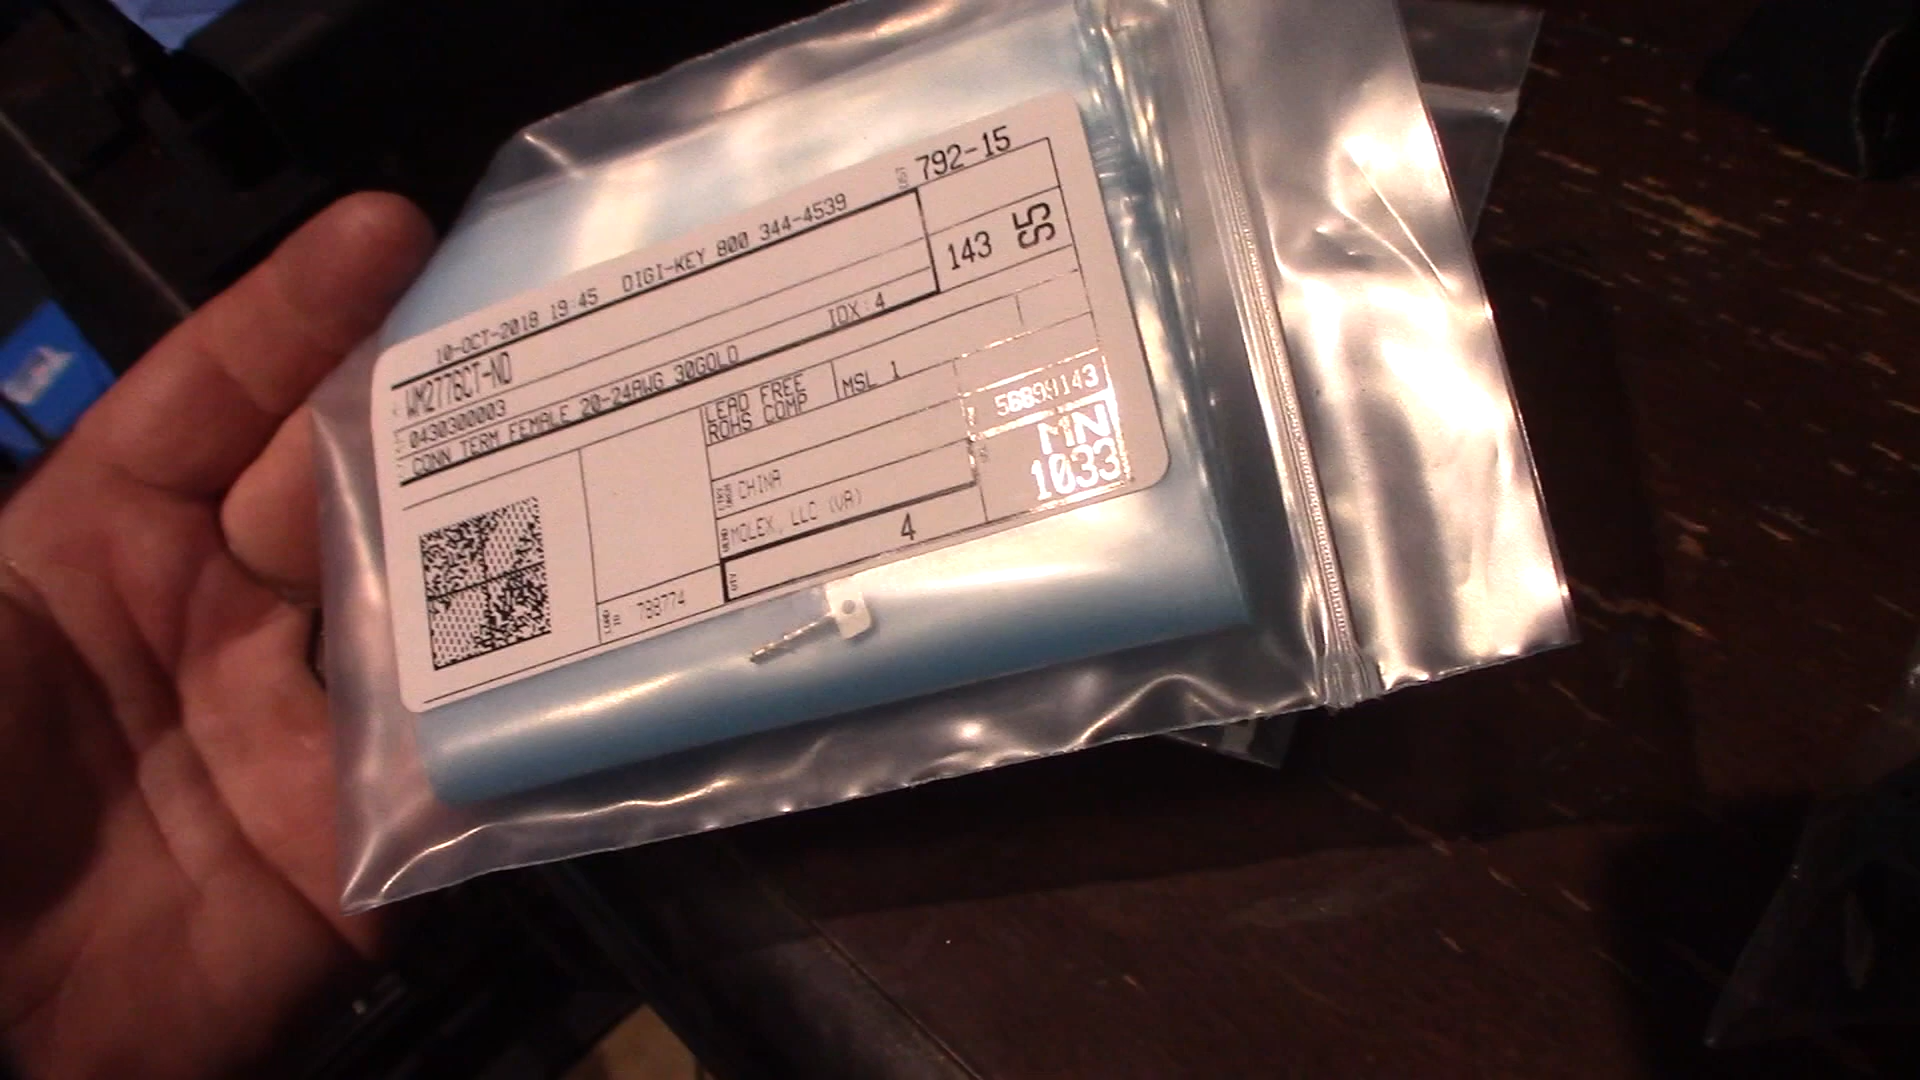 792-15
10-OCT-2018 19:45 DIGI-KEY 800 344-4539
WM2776CT-ND
143 S5
0430300003
IDX: 4
CONN TERM FEMALE 20-24AWG 30GOLD
LEAD FREE
ROHS COMP
MSL 1
56899143
MN
1033
CHINA
MOLEX, LLC (VA)
4
788774